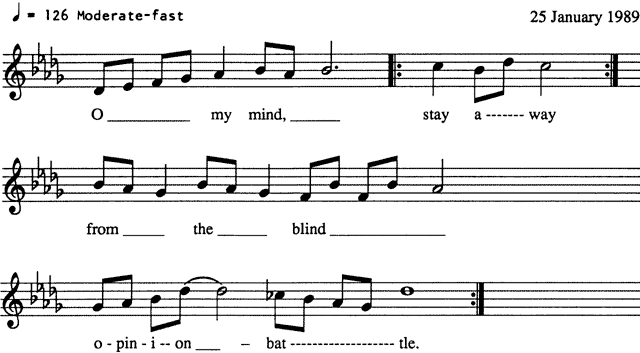 ♩ = 126 Moderate-fast 25 January 1989
O __________ my mind, ______ stay a ------- way
from _____ the ______ blind ______________
o - pin - i -- on ___ – bat ------------------- tle.